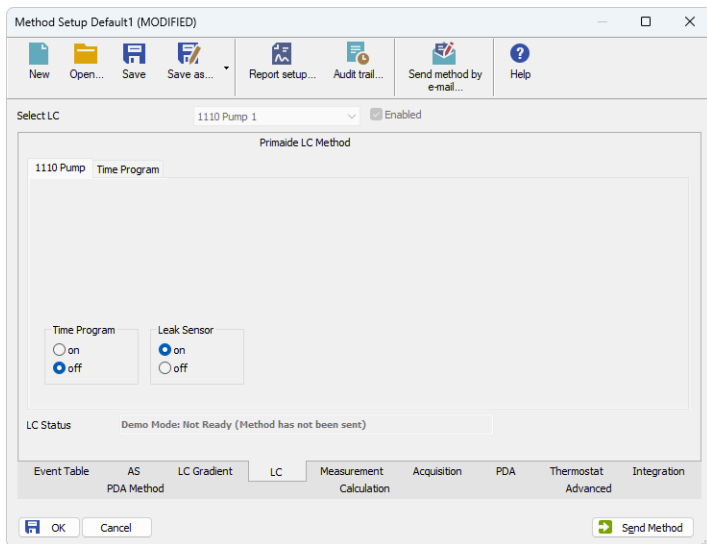 Method Setup Default1 (MODIFIED)
New Open... Save Save as... Report setup... Audit trail... Send method by e-mail... Help
Select LC 1110 Pump 1 Enabled
Primaide LC Method
1110 Pump Time Program
Time Program Leak Sensor
on on
off off
LC Status Demo Mode: Not Ready (Method has not been sent)
Event Table AS LC Gradient LC Measurement Acquisition PDA Thermostat Integration
PDA Method Calculation Advanced
OK Cancel Send Method